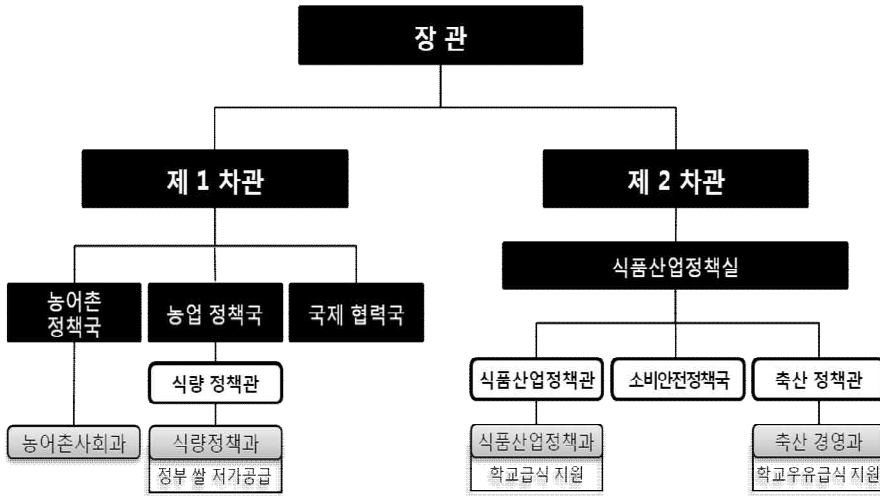 장 관
제 1 차관
제 2 차관
식품산업정책실
농어촌
정책국
농업 정책국
국제 협력국
식량 정책관
식품산업정책관
소비안전정책국
축산 정책관
농어촌사회과
식량정책과
식품산업정책과
축산 경영과
정부 쌀 저가공급
학교급식 지원
학교우유급식 지원